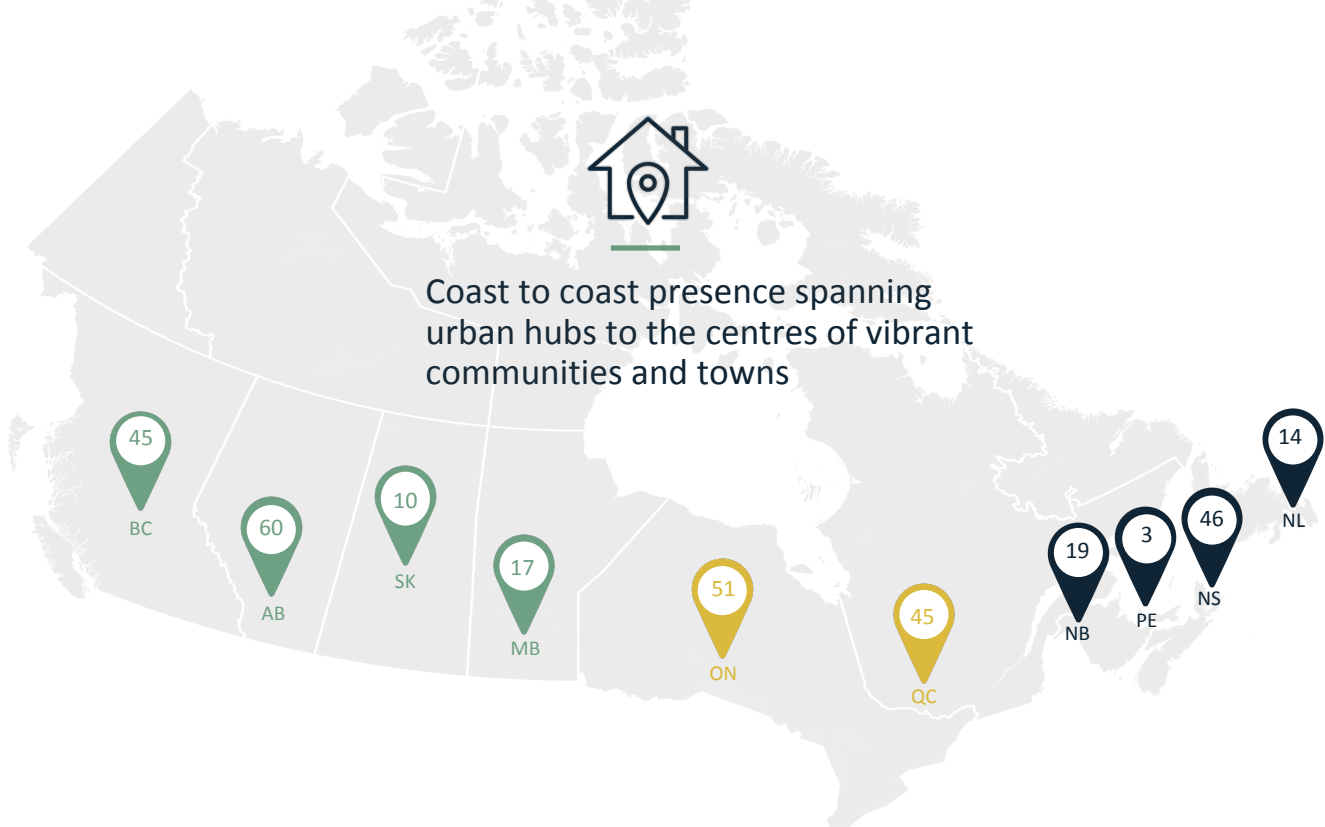 Coast to coast presence spanning
urban hubs to the centres of vibrant
communities and towns
45
BC
60
AB
10
SK
17
MB
51
ON
45
QC
19
NB
3
PE
46
NS
14
NL